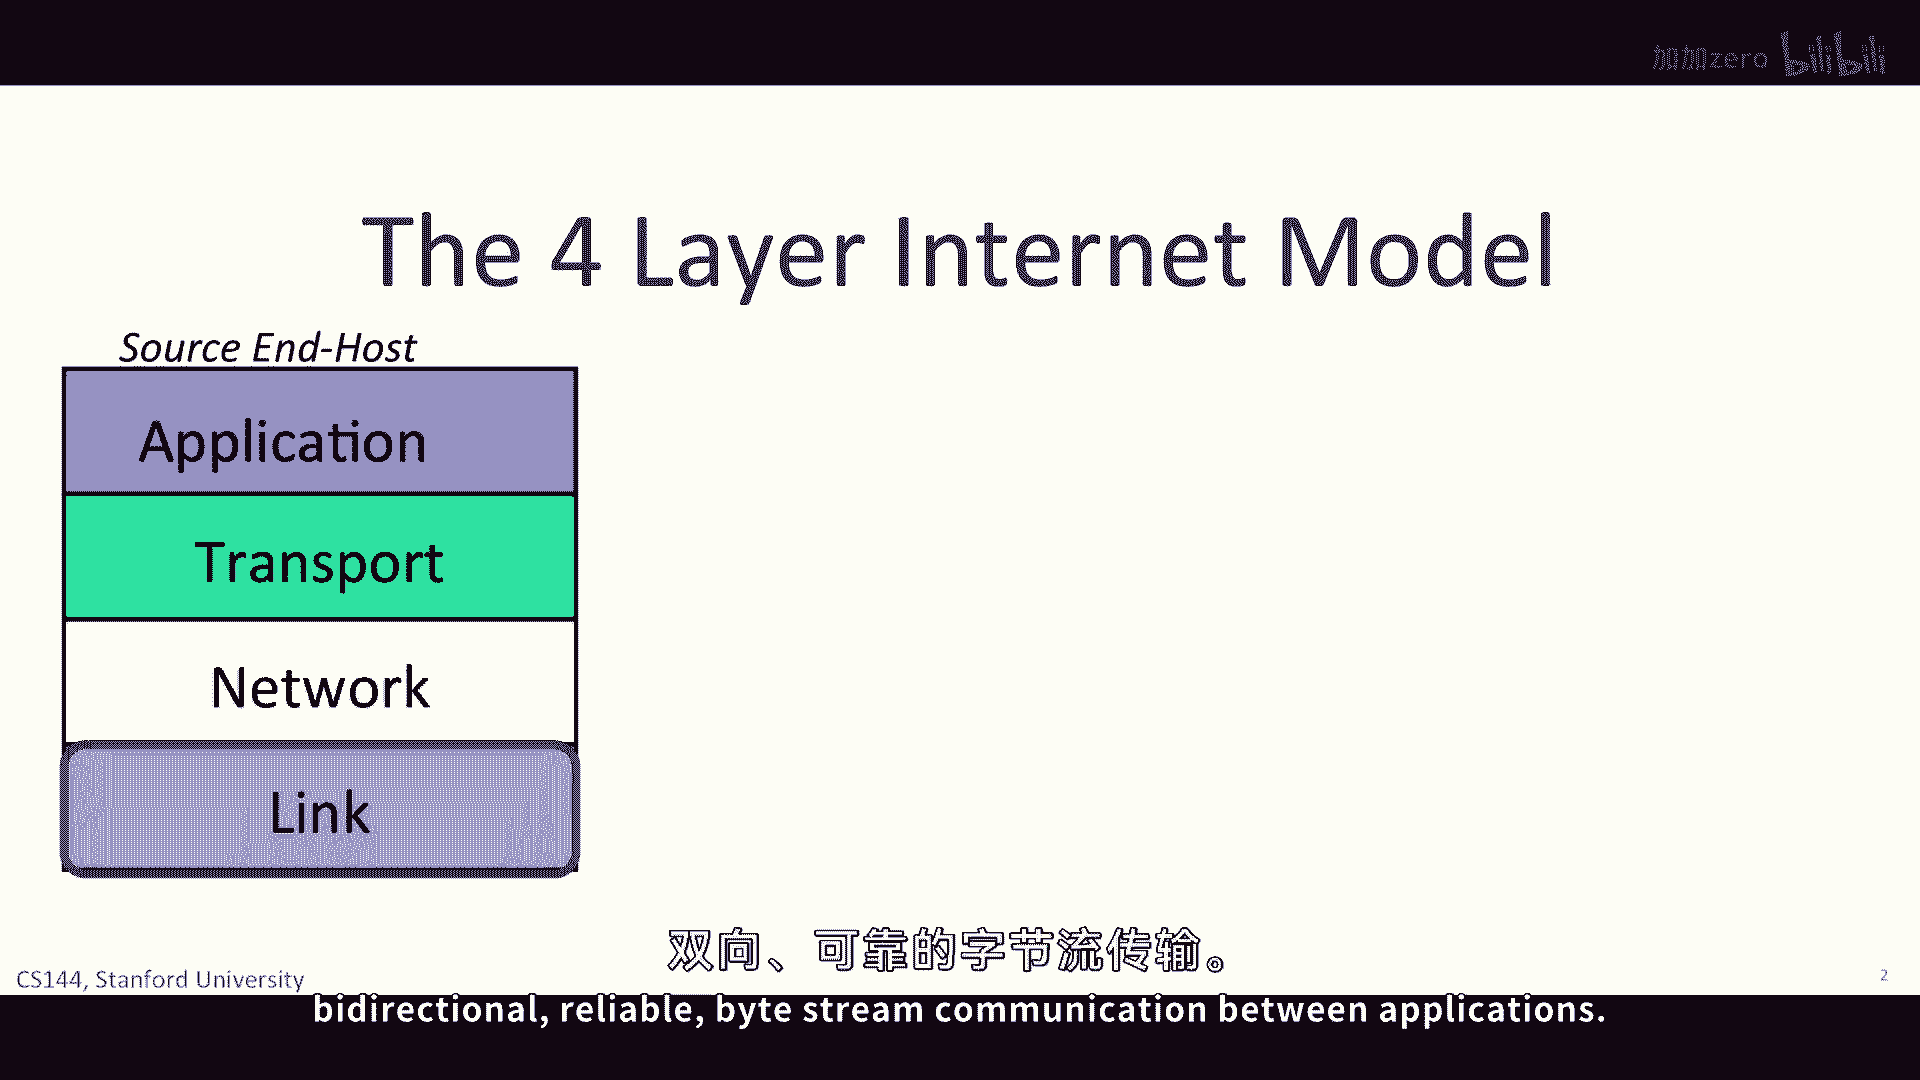 加加zero bilibili
The 4 Layer Internet Model
Source End-Host
Application
Transport
Network
Link
双向、可靠的字节流传输。
CS144, Stanford University
2
bidirectional, reliable, byte stream communication between applications.